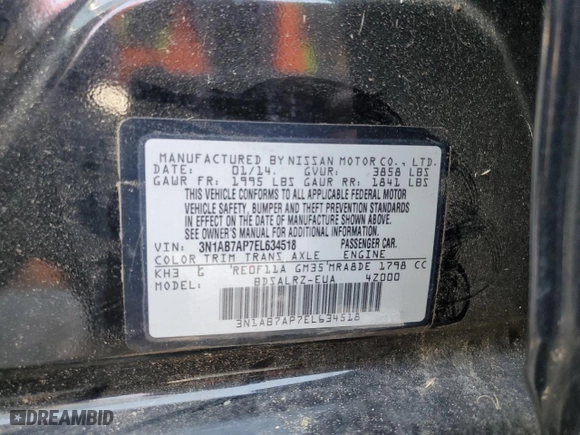 MANUFACTURED BY NISSAN MOTOR CO., LTD.
DATE: 01/14. GVWR: 3858 LBS
GAWR FR: 1995 LBS GAWR RR: 1841 LBS
THIS VEHICLE CONFORMS TO ALL APPLICABLE FEDERAL MOTOR
VEHICLE SAFETY, BUMPER AND THEFT PREVENTION STANDARDS
IN EFFECT ON THE DATE OF MANUFACTURE SHOWN ABOVE.
SEE OWNER'S MANUAL FOR ADDITIONAL INFORMATION
VIN: 3N1AB7AP7EL634518 PASSENGER CAR.
COLOR TRIM TRANS. AXLE ENGINE
KH3 G RE0F11A GM35 MRA8DE 1798 CC
MODEL: BDSALRZ-EUA 4Z000
3N1AB7AP7EL634518
DREAMBID